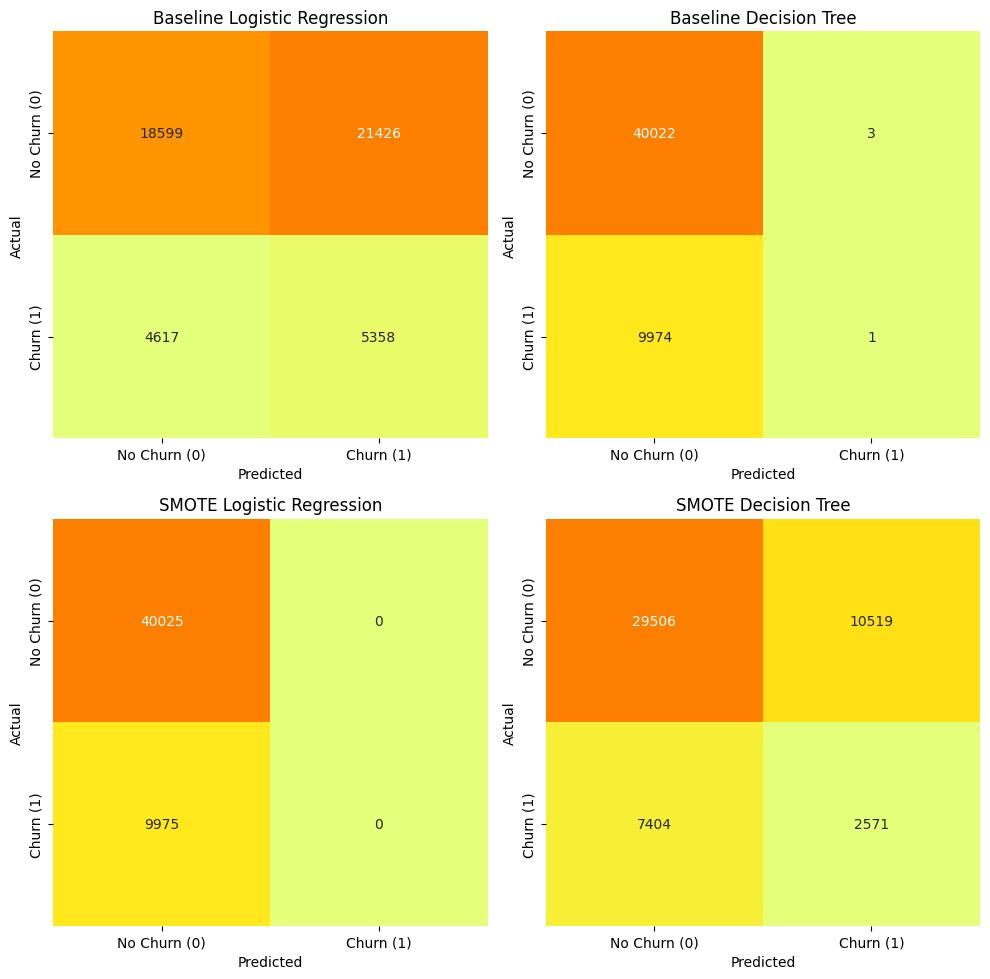 Baseline Logistic Regression
No Churn (0)
Churn (1)
Actual
18599 21426
4617 5358
No Churn (0) Churn (1)
Predicted
Baseline Decision Tree
No Churn (0)
Churn (1)
Actual
40022 3
9974 1
No Churn (0) Churn (1)
Predicted
SMOTE Logistic Regression
No Churn (0)
Churn (1)
Actual
40025 0
9975 0
No Churn (0) Churn (1)
Predicted
SMOTE Decision Tree
No Churn (0)
Churn (1)
Actual
29506 10519
7404 2571
No Churn (0) Churn (1)
Predicted